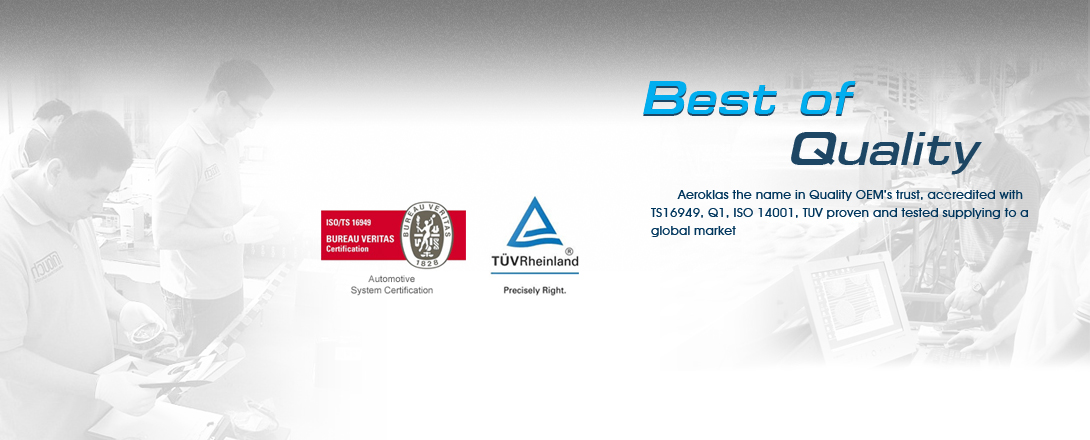 Best of
Quality
Aeroklas the name in Quality OEM's trust, accredited with
TS16949, Q1, ISO 14001, TUV proven and tested supplying to a
global market
ISO/TS 16949
BUREAU VERITAS
Certification
BUREAU VERITAS
1828
Automotive
System Certification
®
TÜVRheinland
Precisely Right.